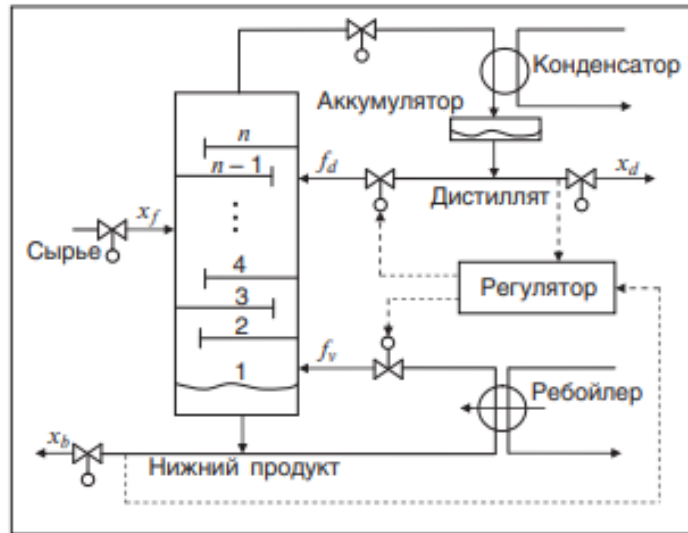 Конденсатор
Аккумулятор
n
n – 1
f_d
x_d
Дистиллят
x_f
Сырье
4
3
2
1
Регулятор
f_v
Ребойлер
x_b
Нижний продукт